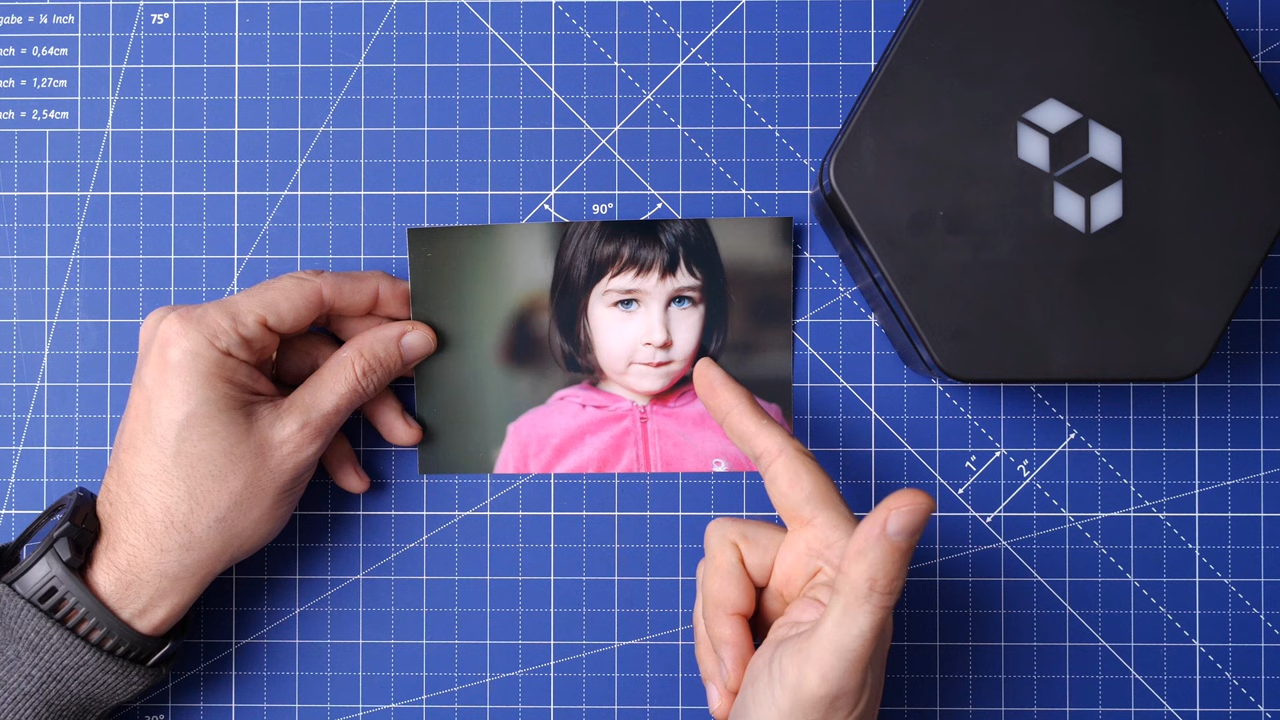 gabe = ¼ Inch
75°
nch = 0,64cm
nch = 1,27cm
nch = 2,54cm
90°
1"
2"